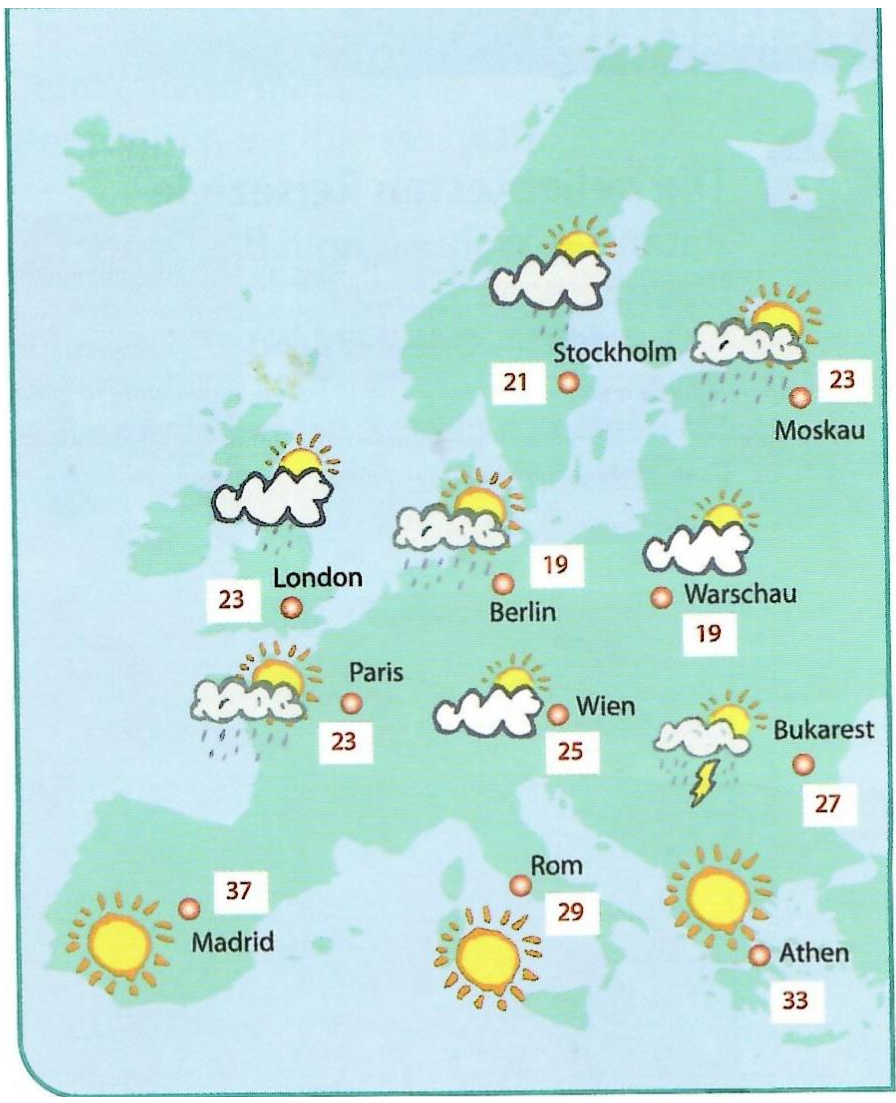 Stockholm
21
23
Moskau
London
23
19
Berlin
Warschau
19
Paris
23
Wien
25
Bukarest
27
37
Madrid
Rom
29
Athen
33